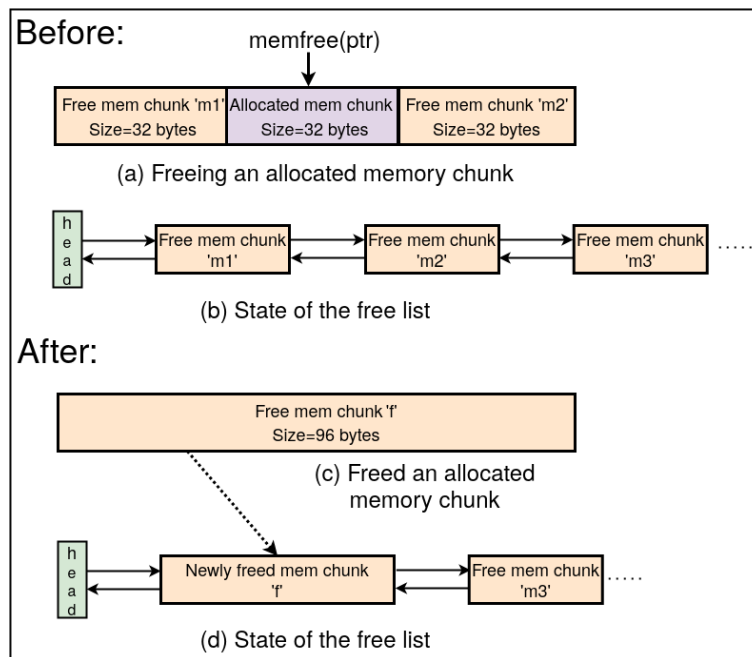 Before:
memfree(ptr)
Free mem chunk 'm1' Allocated mem chunk Free mem chunk 'm2'
Size=32 bytes Size=32 bytes Size=32 bytes
(a) Freeing an allocated memory chunk
head
Free mem chunk
'm1'
Free mem chunk
'm2'
Free mem chunk
'm3'
.....
(b) State of the free list
After:
Free mem chunk 'f'
Size=96 bytes
(c) Freed an allocated
memory chunk
head
Newly freed mem chunk
'f'
Free mem chunk
'm3'
.....
(d) State of the free list